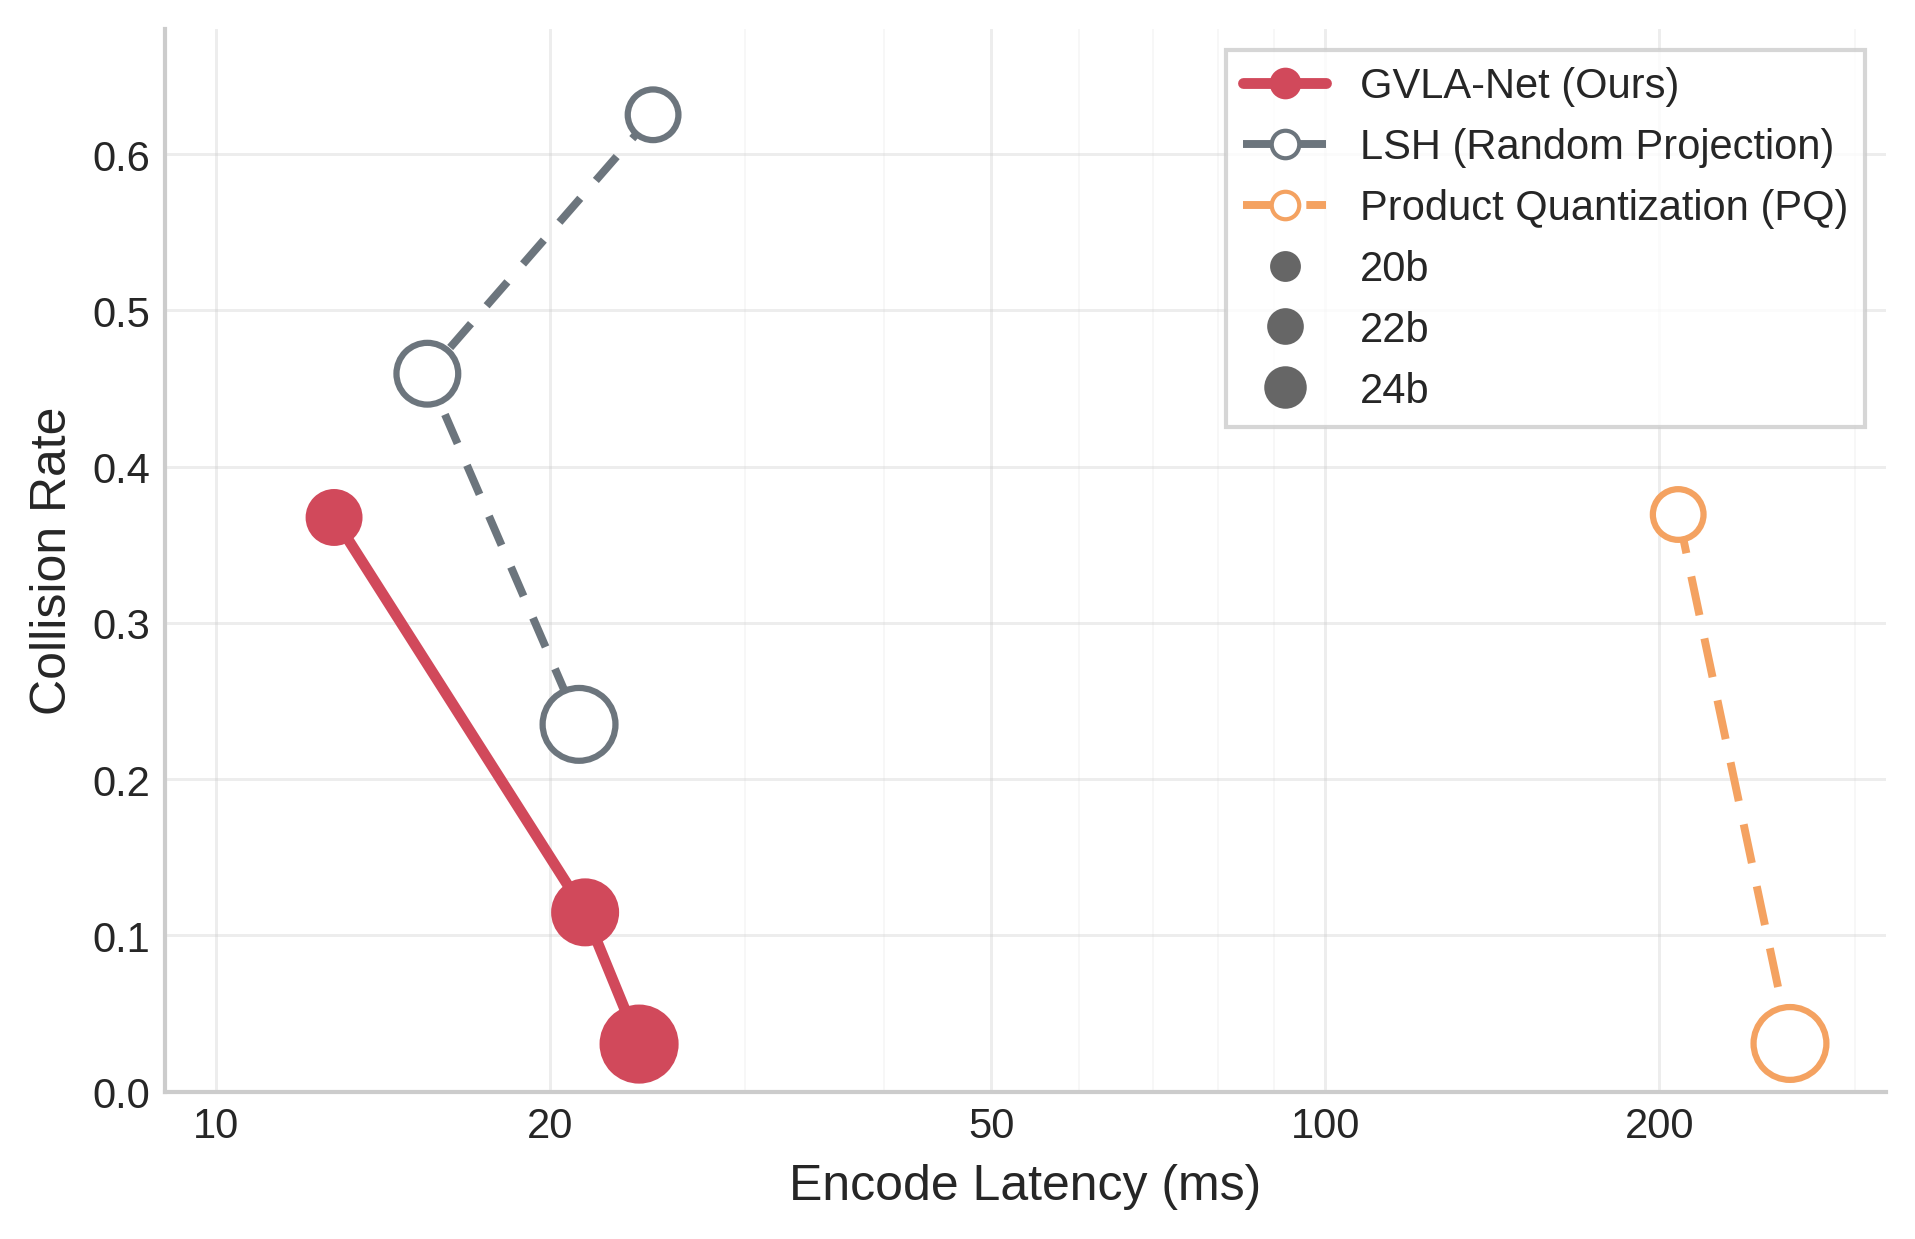 GVLA-Net (Ours)
LSH (Random Projection)
Product Quantization (PQ)
20b
22b
24b
0.6
0.5
0.4
0.3
0.2
0.1
0.0
Collision Rate
10
20
50
100
200
Encode Latency (ms)